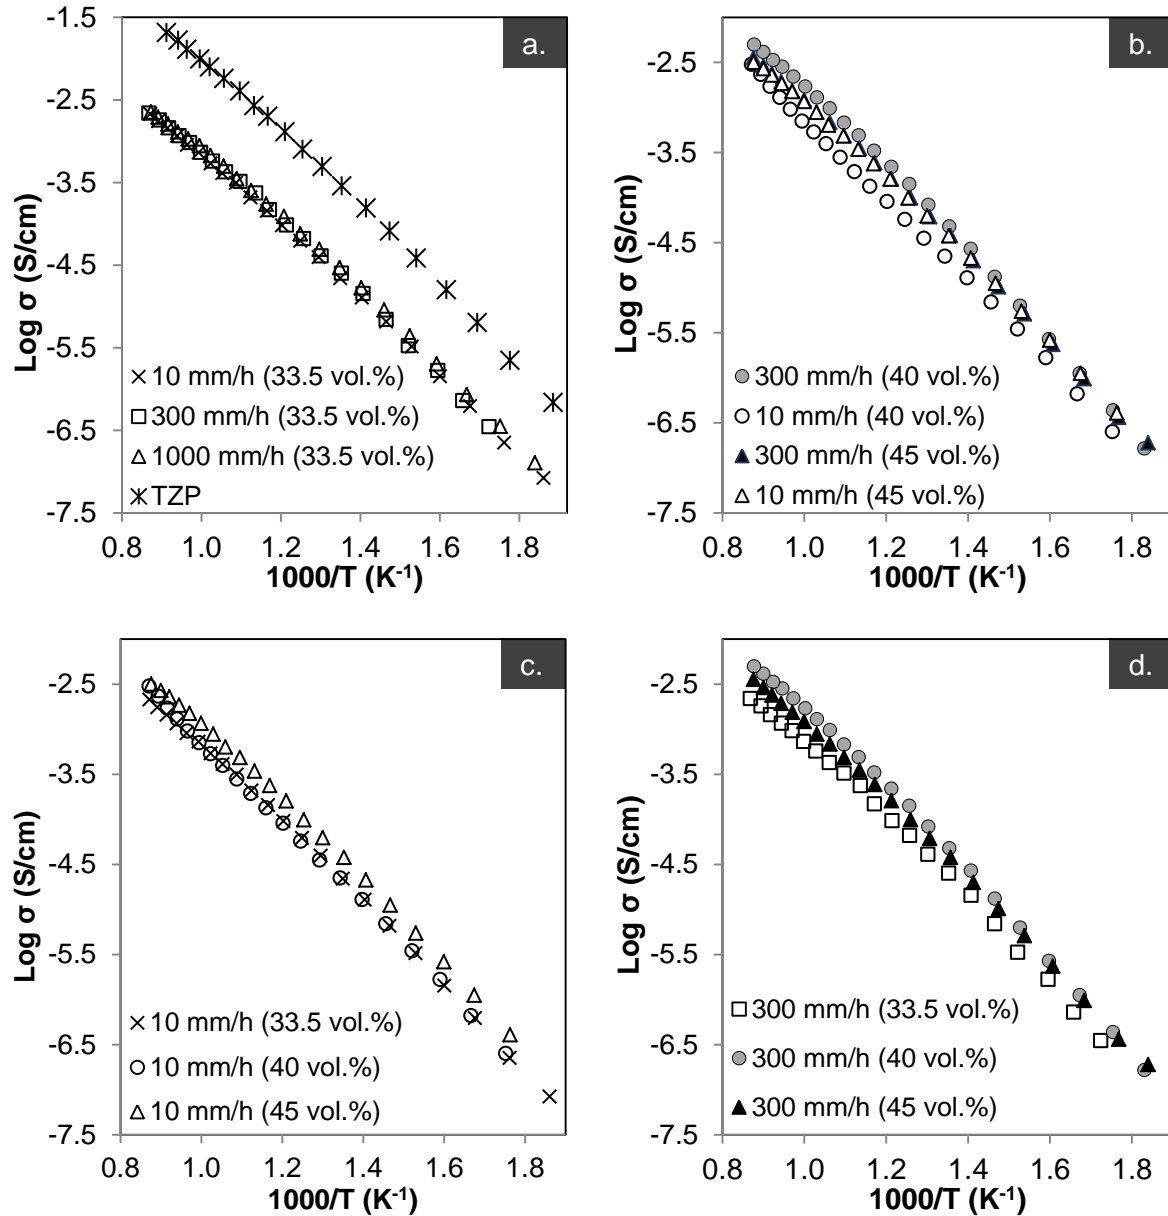 a.
-1.5
-2.5
-3.5
-4.5
-5.5
-6.5
-7.5
Log σ (S/cm)
10 mm/h (33.5 vol.%)
300 mm/h (33.5 vol.%)
1000 mm/h (33.5 vol.%)
TZP
0.8 1.0 1.2 1.4 1.6 1.8
1000/T (K⁻¹)
b.
-2.5
-3.5
-4.5
-5.5
-6.5
-7.5
Log σ (S/cm)
300 mm/h (40 vol.%)
10 mm/h (40 vol.%)
300 mm/h (45 vol.%)
10 mm/h (45 vol.%)
0.8 1.0 1.2 1.4 1.6 1.8
1000/T (K⁻¹)
c.
-2.5
-3.5
-4.5
-5.5
-6.5
-7.5
Log σ (S/cm)
10 mm/h (33.5 vol.%)
10 mm/h (40 vol.%)
10 mm/h (45 vol.%)
0.8 1.0 1.2 1.4 1.6 1.8
1000/T (K⁻¹)
d.
-2.5
-3.5
-4.5
-5.5
-6.5
-7.5
Log σ (S/cm)
300 mm/h (33.5 vol.%)
300 mm/h (40 vol.%)
300 mm/h (45 vol.%)
0.8 1.0 1.2 1.4 1.6 1.8
1000/T (K⁻¹)